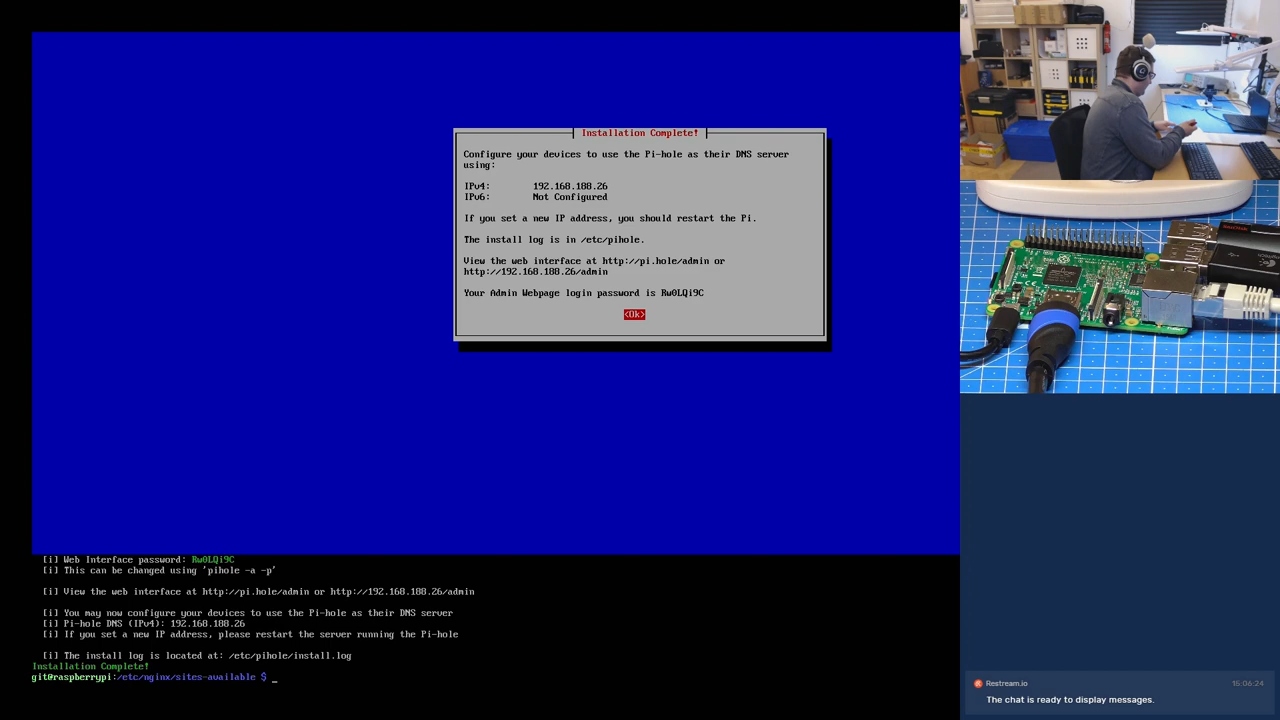 Installation Complete!
Configure your devices to use the Pi-hole as their DNS server
using:
IPv4: 192.168.188.26
IPv6: Not Configured
If you set a new IP address, you should restart the Pi.
The install log is in /etc/pihole.
View the web interface at http://pi.hole/admin or
http://192.168.188.26/admin
Your Admin Webpage login password is Rw0LQi9C
<Ok>
[i] Web Interface password: Rw0LQi9C
[i] This can be changed using 'pihole -a -p'
[i] View the web interface at http://pi.hole/admin or http://192.168.188.26/admin
[i] You may now configure your devices to use the Pi-hole as their DNS server
[i] Pi-hole DNS (IPv4): 192.168.188.26
[i] If you set a new IP address, please restart the server running the Pi-hole
[i] The install log is located at: /etc/pihole/install.log
Installation Complete!
git@raspberrypi:/etc/nginx/sites-available $ _
Restream.io 15:06:24
The chat is ready to display messages.